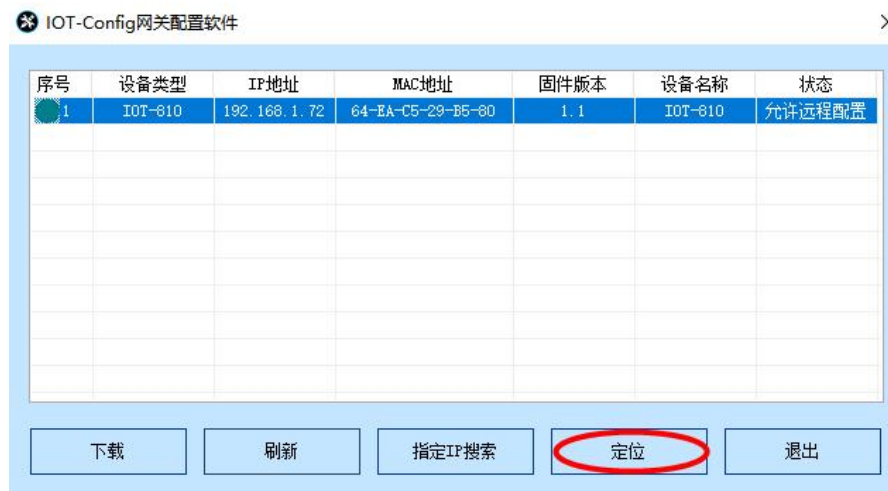 IOT-Config网关配置软件
序号 设备类型 IP地址 MAC地址 固件版本 设备名称 状态
1 IOT-810 192.168.1.72 64-EA-C5-29-B5-80 1.1 IOT-810 允许远程配置
下载 刷新 指定IP搜索 定位 退出